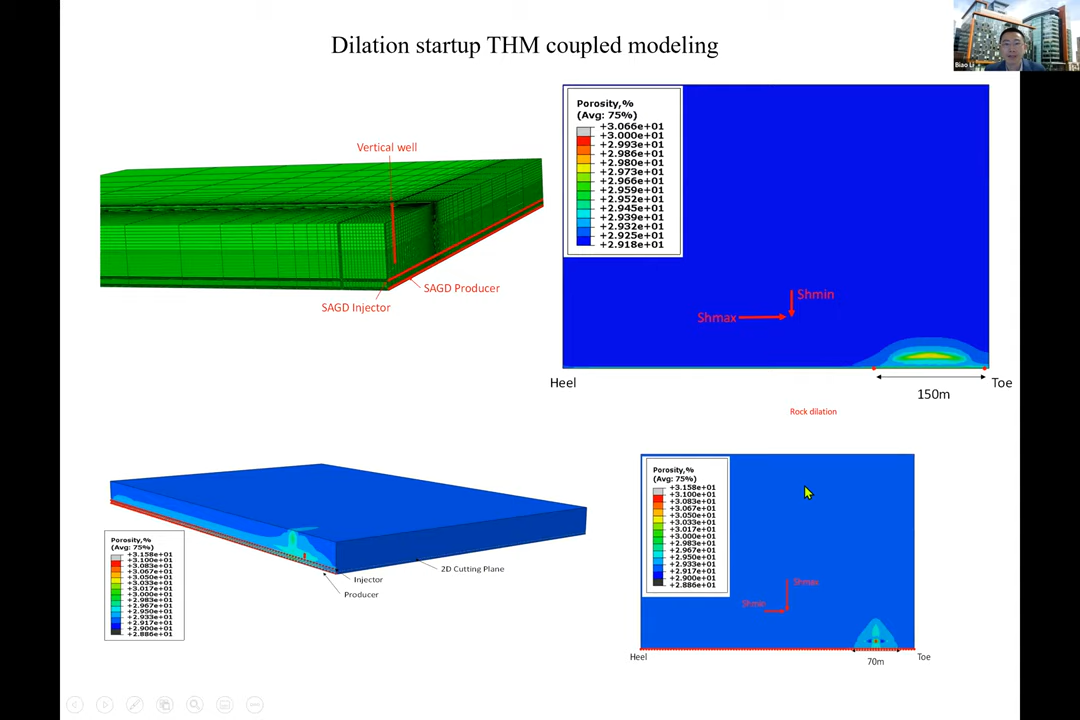 Dilation startup THM coupled modeling
Biao Li
Vertical well
SAGD Producer
SAGD Injector
Porosity,%
(Avg: 75%)
+3.066e+01
+3.000e+01
+2.993e+01
+2.986e+01
+2.980e+01
+2.973e+01
+2.966e+01
+2.959e+01
+2.952e+01
+2.945e+01
+2.939e+01
+2.932e+01
+2.925e+01
+2.918e+01
Shmin
Shmax
Heel
Toe
150m
Rock dilation
Porosity,%
(Avg: 75%)
+3.158e+01
+3.100e+01
+3.083e+01
+3.067e+01
+3.050e+01
+3.033e+01
+3.017e+01
+3.000e+01
+2.983e+01
+2.967e+01
+2.950e+01
+2.933e+01
+2.917e+01
+2.900e+01
+2.886e+01
2D Cutting Plane
Injector
Producer
Porosity,%
(Avg: 75%)
+3.158e+01
+3.100e+01
+3.083e+01
+3.067e+01
+3.050e+01
+3.033e+01
+3.017e+01
+3.000e+01
+2.983e+01
+2.967e+01
+2.950e+01
+2.933e+01
+2.917e+01
+2.900e+01
+2.886e+01
Shmax
Shmin
Heel
Toe
70m